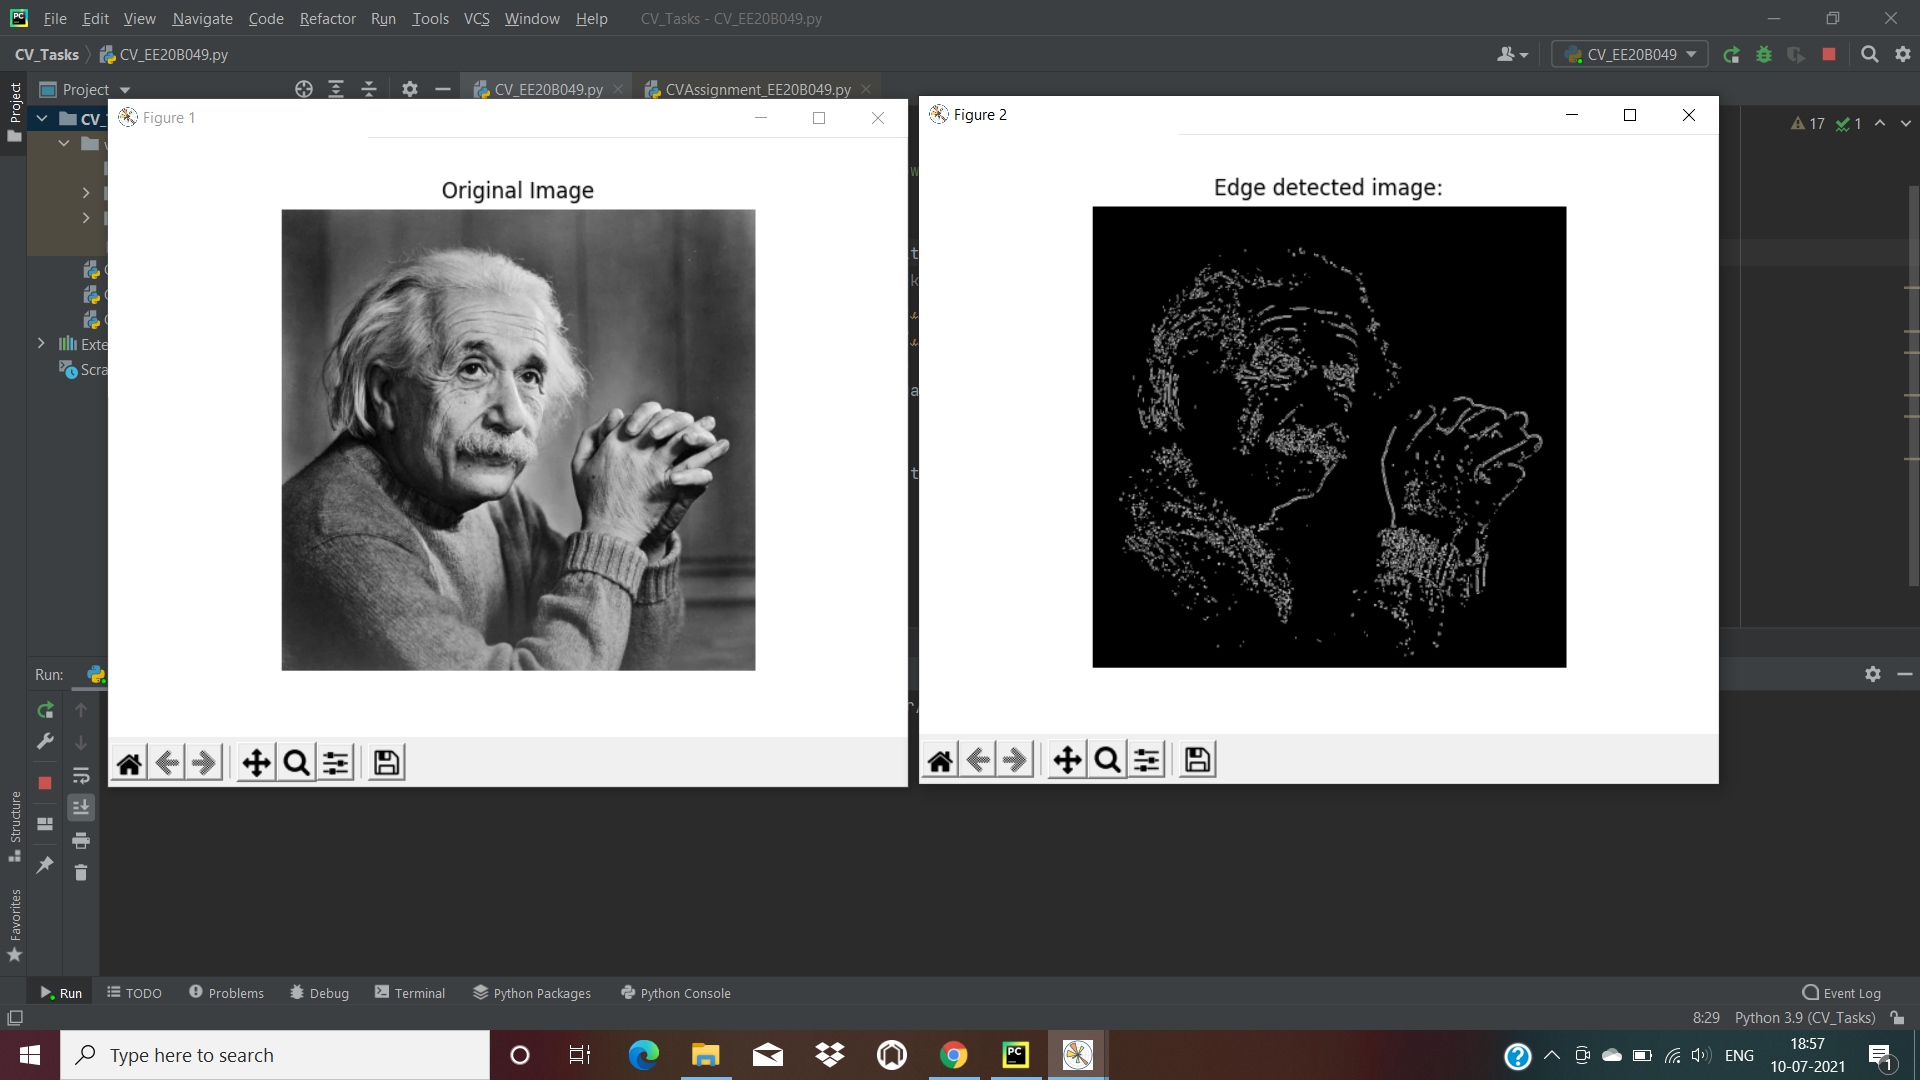 File Edit View Navigate Code Refactor Run Tools VCS Window Help CV_Tasks - CV_EE20B049.py
CV_Tasks CV_EE20B049.py CV_EE20B049
Project CV_EE20B049.py CVAssignment_EE20B049.py
Project
CV_
Figure 1
Figure 2
17 1
Original Image
Edge detected image:
Exte
Scra
Run:
Structure
Favorites
Run TODO Problems Debug Terminal Python Packages Python Console Event Log
8:29 Python 3.9 (CV_Tasks)
Type here to search
PC
ENG
18:57
10-07-2021
1